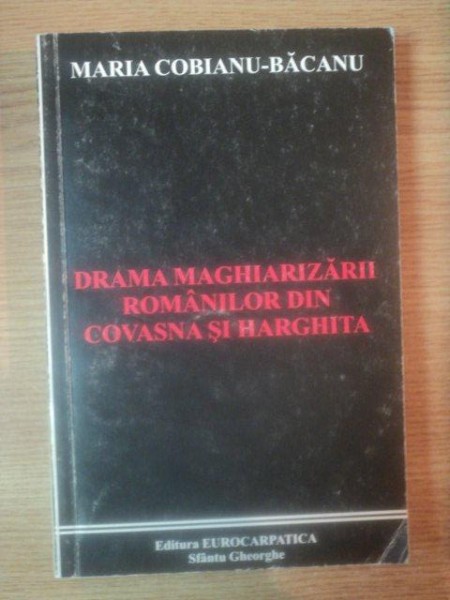 MARIA COBIANU-BĂCANU
DRAMA MAGHIARIZĂRII
ROMÂNILOR DIN
COVASNA ŞI HARGHITA
Editura EUROCARPATICA
Sfântu Gheorghe